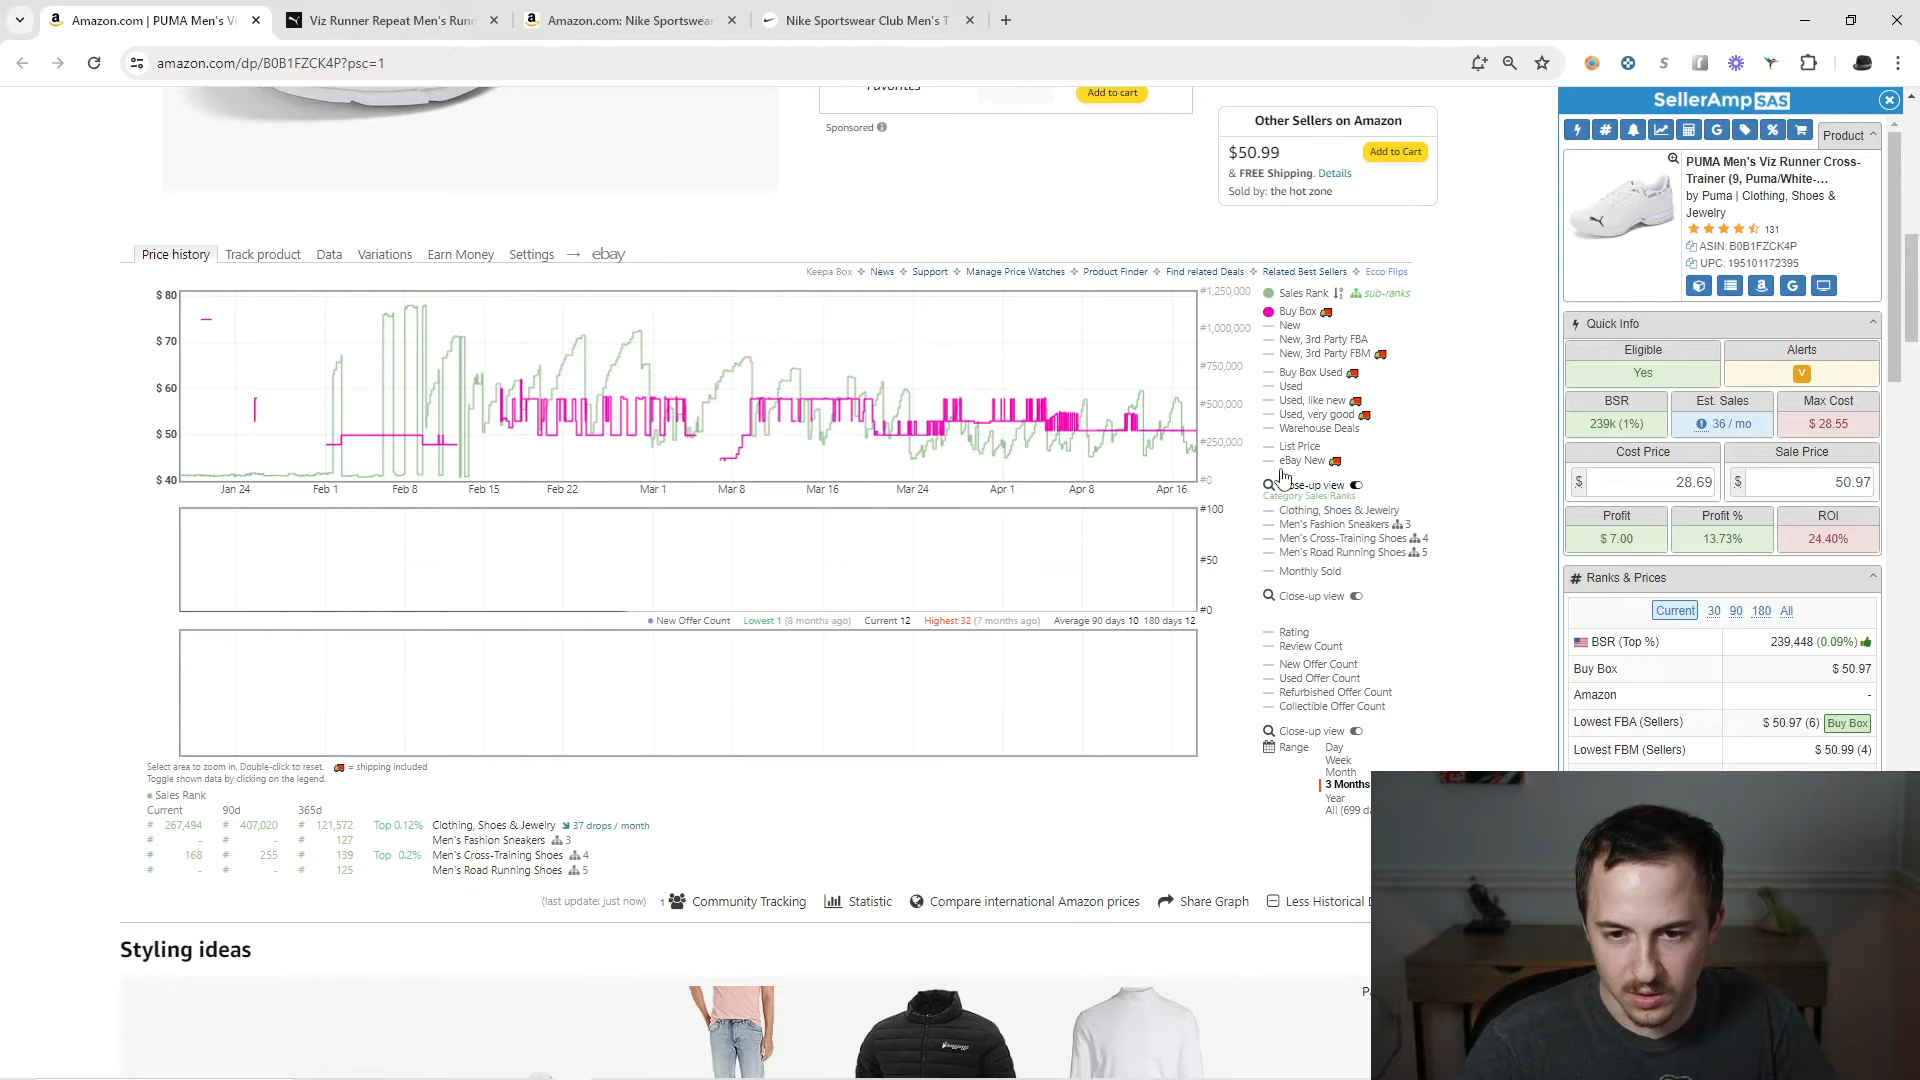 Amazon.com | PUMA Men's Vi
Viz Runner Repeat Men's Runn
Amazon.com: Nike Sportswear
Nike Sportswear Club Men's T
amazon.com/dp/B0B1FZCK4P?psc=1
Favorites
Add to cart
Sponsored
Other Sellers on Amazon
$50.99
Add to Cart
& FREE Shipping. Details
Sold by: the hot zone
Price history
Track product
Data
Variations
Earn Money
Settings
ebay
Keepa Box
News
Support
Manage Price Watches
Product Finder
Find related Deals
Related Best Sellers
Ecco Flips
$ 80
$ 70
$ 60
$ 50
$ 40
#1,250,000
#1,000,000
#750,000
#500,000
#250,000
#0
Jan 24
Feb 1
Feb 8
Feb 15
Feb 22
Mar 1
Mar 8
Mar 16
Mar 24
Apr 1
Apr 8
Apr 16
Sales Rank
sub-ranks
Buy Box
New
New, 3rd Party FBA
New, 3rd Party FBM
Buy Box Used
Used
Used, like new
Used, very good
Warehouse Deals
List Price
eBay New
ose-up view
Category Sales Ranks
Clothing, Shoes & Jewelry
Men's Fashion Sneakers 3
Men's Cross-Training Shoes 4
Men's Road Running Shoes 5
Monthly Sold
Close-up view
#100
#50
#0
New Offer Count Lowest 1 (8 months ago) Current 12 Highest 32 (7 months ago) Average 90 days 10 180 days 12
Rating
Review Count
New Offer Count
Used Offer Count
Refurbished Offer Count
Collectible Offer Count
Close-up view
Range
Day
Week
Month
3 Months
Year
All (699 d
Select area to zoom in. Double-click to reset. = shipping included
Toggle shown data by clicking on the legend.
Sales Rank
Current 90d 365d
# 267,494 # 407,020 # 121,572 Top 0.12% Clothing, Shoes & Jewelry 37 drops / month
# - # - # 127 Men's Fashion Sneakers 3
# 168 # 255 # 139 Top 0.2% Men's Cross-Training Shoes 4
# - # - # 125 Men's Road Running Shoes 5
(last update: just now)
1 Community Tracking
Statistic
Compare international Amazon prices
Share Graph
Less Historical
Styling ideas
SellerAmp SAS
Product
PUMA Men's Viz Runner Cross-
Trainer (9, Puma/White-...
by Puma | Clothing, Shoes &
Jewelry
131
ASIN: B0B1FZCK4P
UPC: 195101172395
Quick Info
Eligible
Alerts
Yes
V
BSR
Est. Sales
Max Cost
239k (1%)
36 / mo
$ 28.55
Cost Price
Sale Price
$ 28.69
$ 50.97
Profit
Profit %
ROI
$ 7.00
13.73%
24.40%
# Ranks & Prices
Current 30 90 180 All
BSR (Top %) 239,448 (0.09%)
Buy Box $ 50.97
Amazon -
Lowest FBA (Sellers) $ 50.97 (6) Buy Box
Lowest FBM (Sellers) $ 50.99 (4)